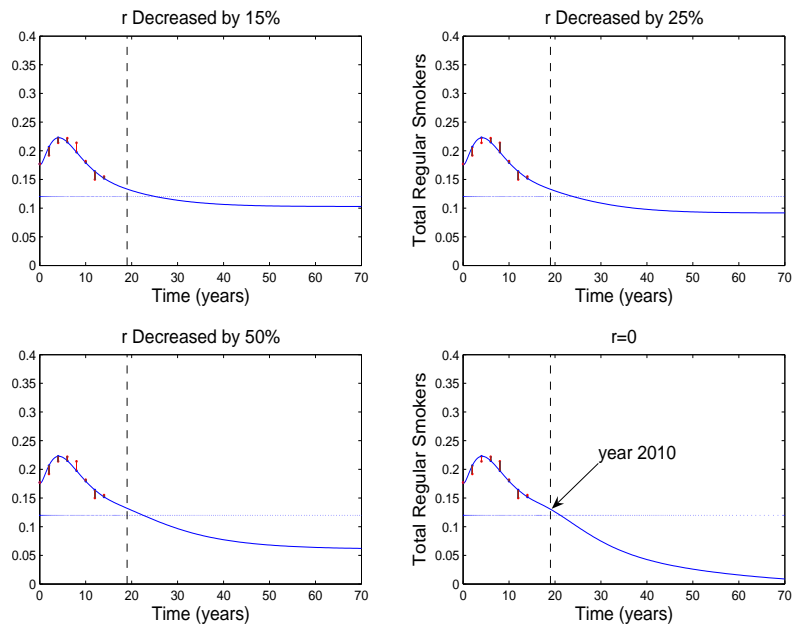 r Decreased by 15%
0.4
0.35
0.3
0.25
0.2
0.15
0.1
0.05
0
0 10 20 30 40 50 60 70
Time (years)
r Decreased by 25%
Total Regular Smokers
0.4
0.35
0.3
0.25
0.2
0.15
0.1
0.05
0
0 10 20 30 40 50 60 70
Time (years)
r Decreased by 50%
0.4
0.35
0.3
0.25
0.2
0.15
0.1
0.05
0
0 10 20 30 40 50 60 70
Time (years)
r=0
Total Regular Smokers
0.4
0.35
0.3
0.25
0.2
0.15
0.1
0.05
0
year 2010
0 10 20 30 40 50 60 70
Time (years)